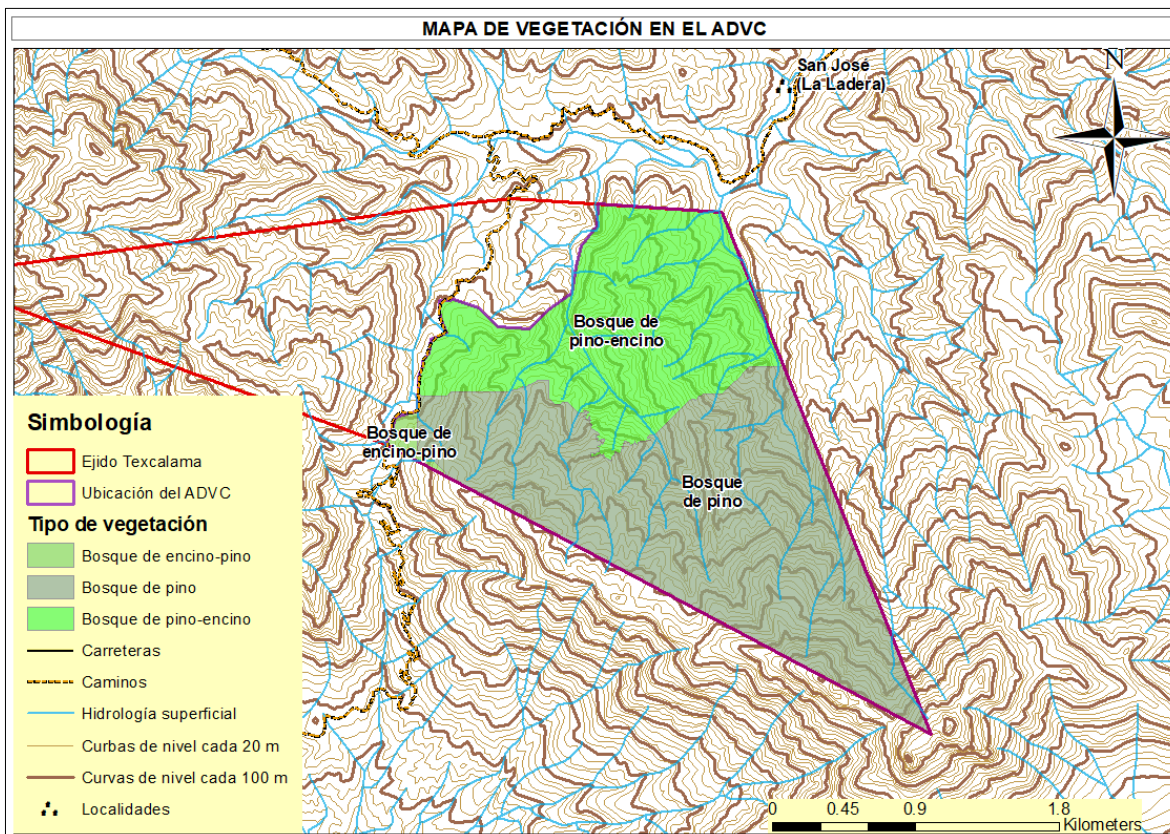 MAPA DE VEGETACIÓN EN EL ADVC
San José
(La Ladera)
N
Bosque de
pino-encino
Bosque de
encino-pino
Bosque
de pino
Simbología
Ejido Texcalama
Ubicación del ADVC
Tipo de vegetación
Bosque de encino-pino
Bosque de pino
Bosque de pino-encino
Carreteras
Caminos
Hidrología superficial
Curbas de nivel cada 20 m
Curvas de nivel cada 100 m
Localidades
0 0.45 0.9 1.8
Kilometers